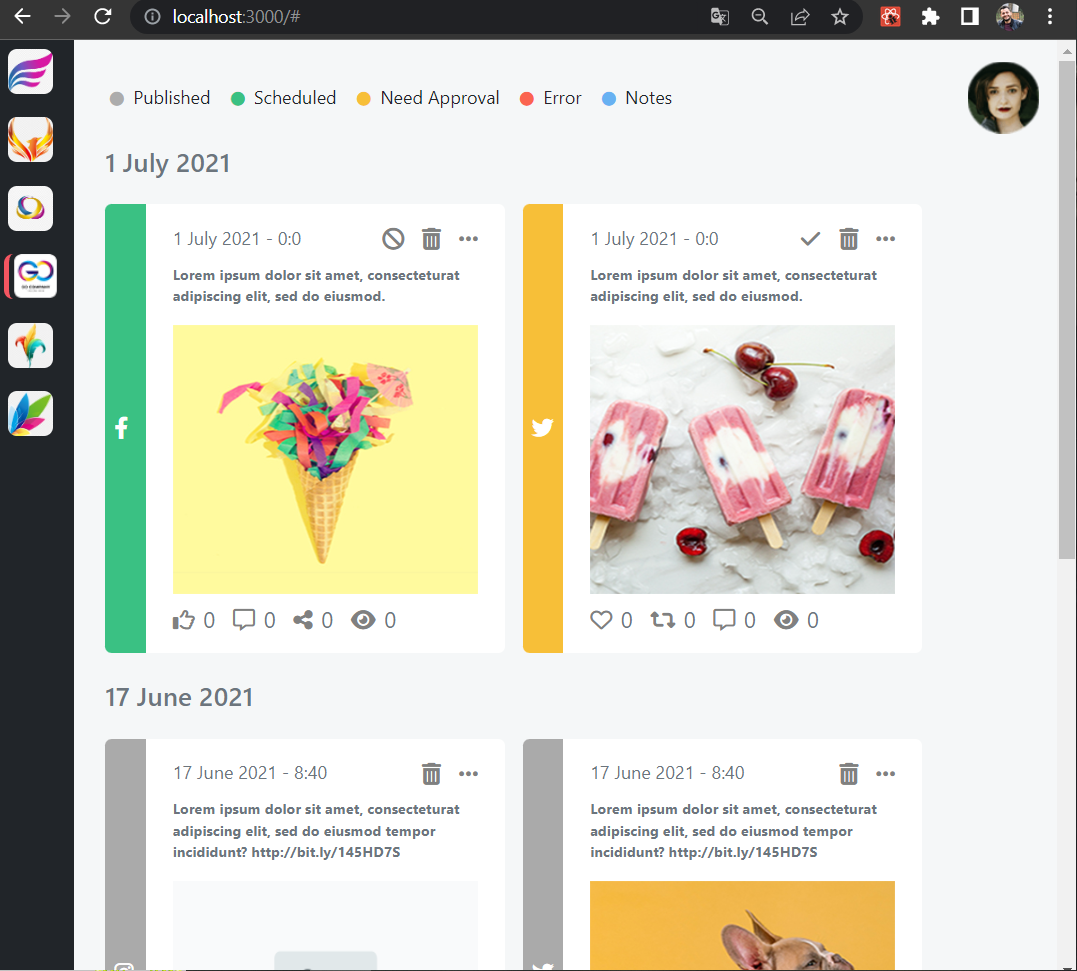 localhost:3000/#
Published Scheduled Need Approval Error Notes
1 July 2021
1 July 2021 - 0:0
Lorem ipsum dolor sit amet, consecteturat
adipiscing elit, sed do eiusmod.
0 0 0 0
1 July 2021 - 0:0
Lorem ipsum dolor sit amet, consecteturat
adipiscing elit, sed do eiusmod.
0 0 0 0
GO
GO COMPANY
17 June 2021
17 June 2021 - 8:40
Lorem ipsum dolor sit amet, consecteturat
adipiscing elit, sed do eiusmod tempor
incididunt? http://bit.ly/145HD7S
17 June 2021 - 8:40
Lorem ipsum dolor sit amet, consecteturat
adipiscing elit, sed do eiusmod tempor
incididunt? http://bit.ly/145HD7S